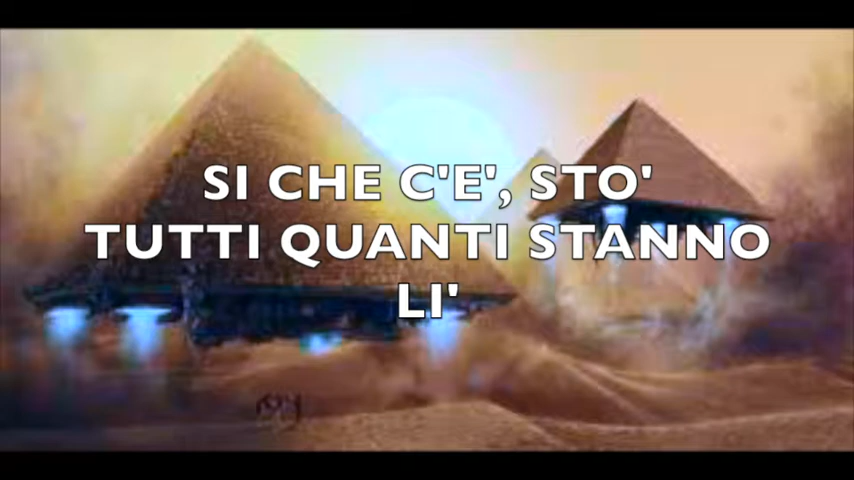 SI CHE C'E', STO'
TUTTI QUANTI STANNO
LI'